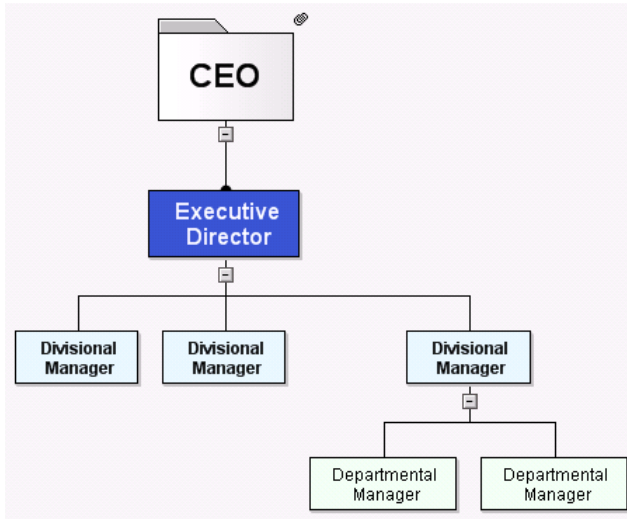 CEO
Executive
Director
Divisional
Manager
Divisional
Manager
Divisional
Manager
Departmental
Manager
Departmental
Manager